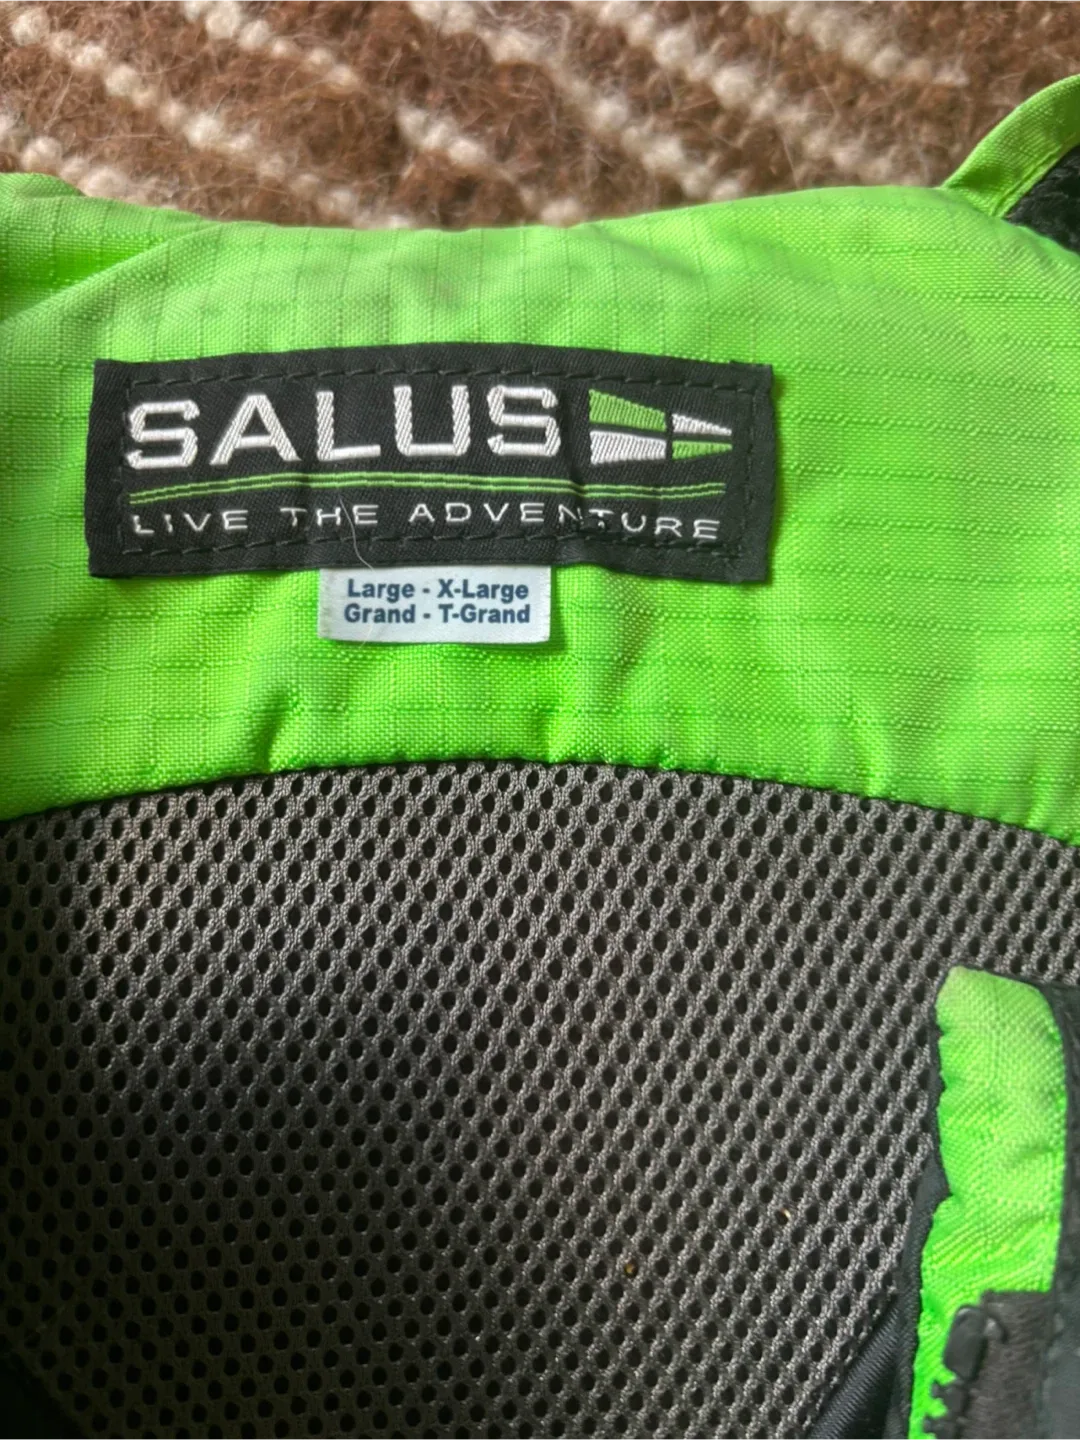 SALUS
LIVE THE ADVENTURE
Large - X-Large
Grand - T-Grand